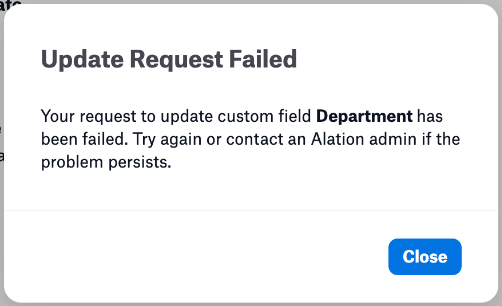 Update Request Failed
Your request to update custom field Department has
been failed. Try again or contact an Alation admin if the
problem persists.
Close